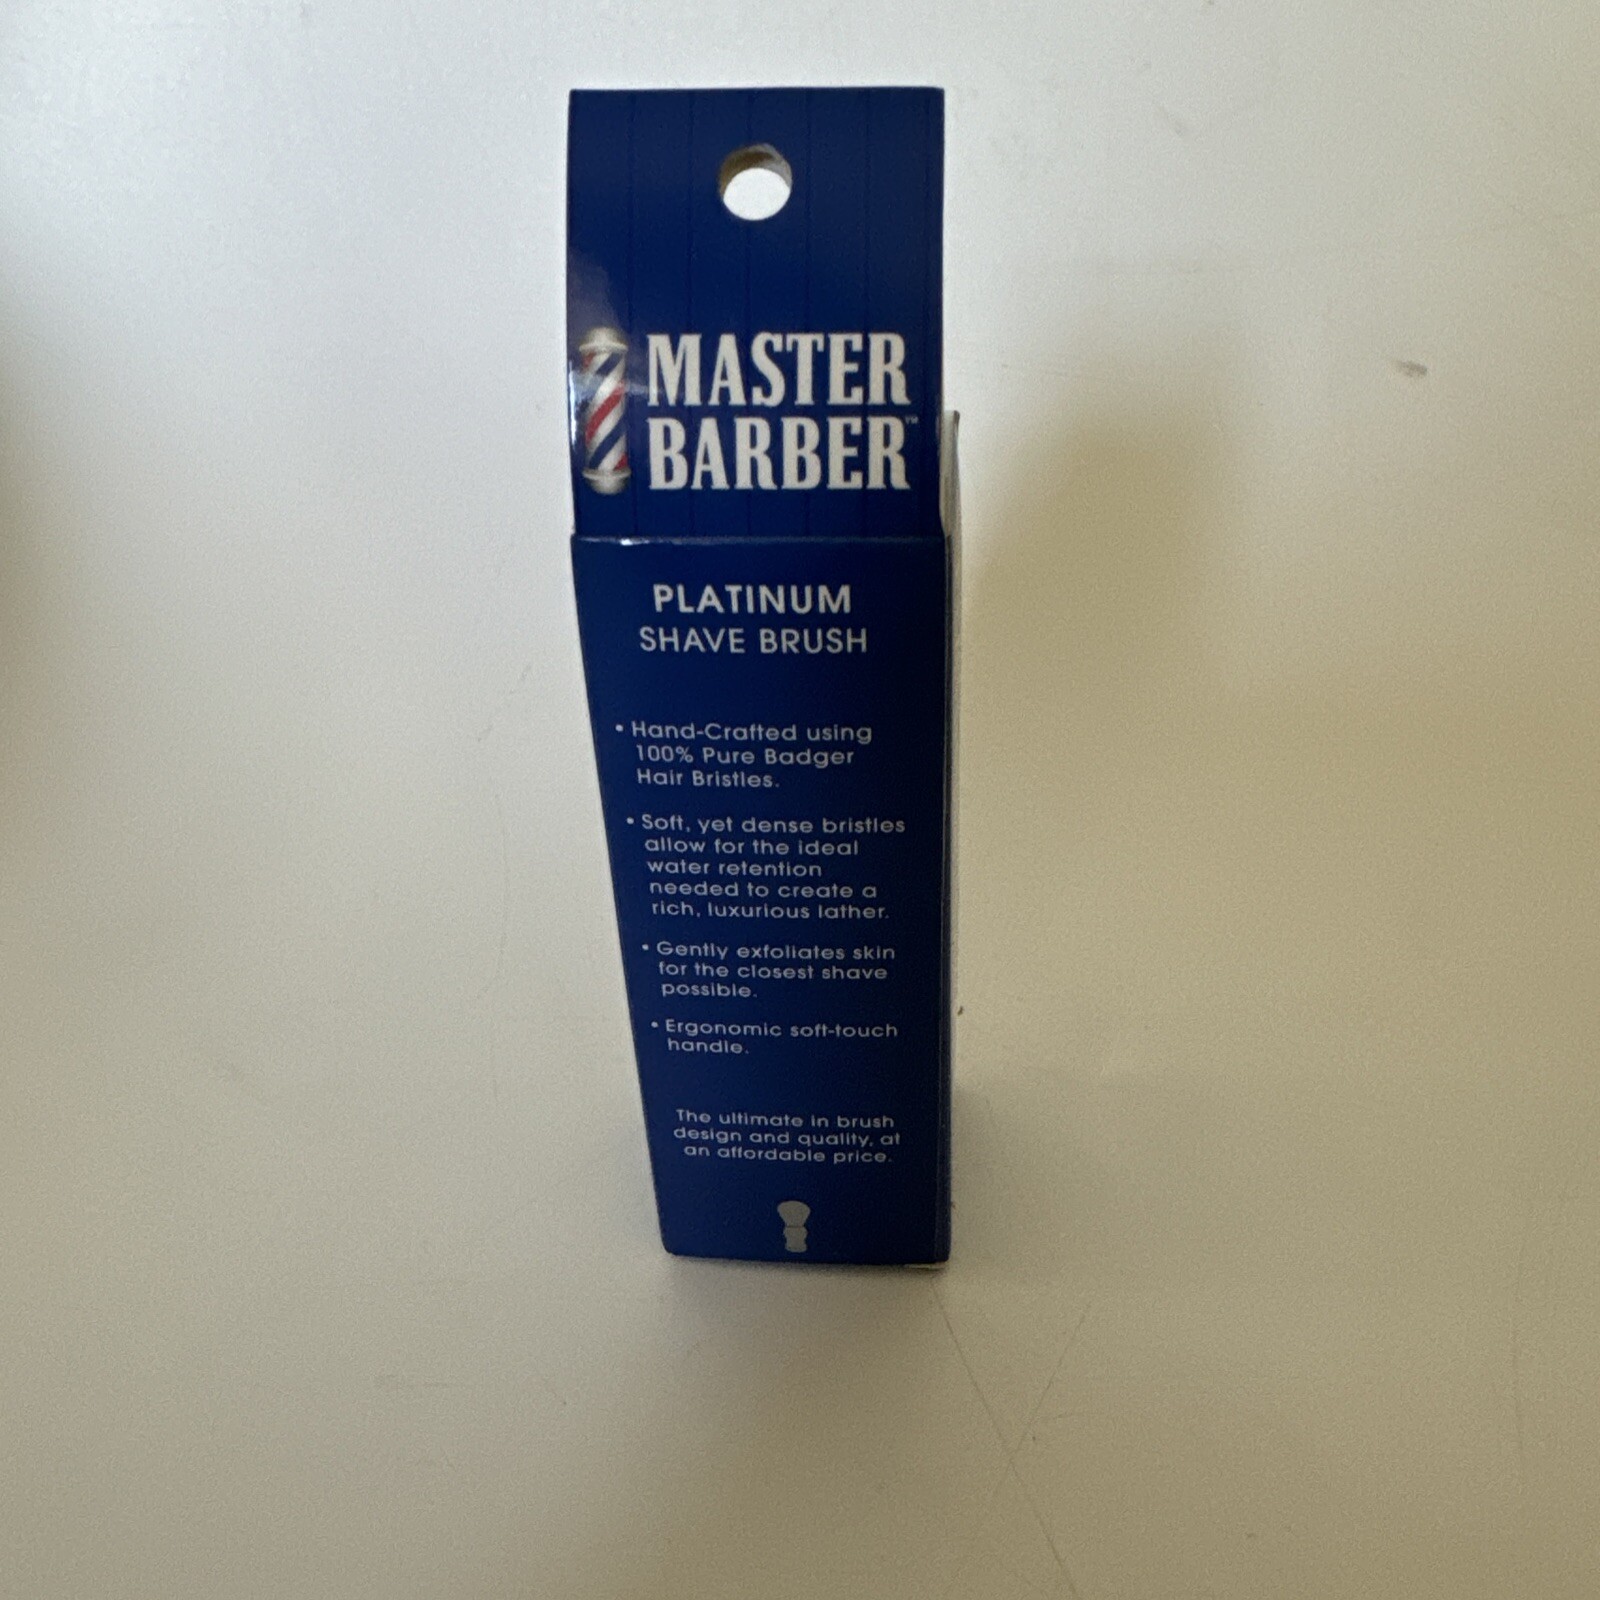 MASTER
BARBER™
PLATINUM
SHAVE BRUSH
• Hand-Crafted using
100% Pure Badger
Hair Bristles.
• Soft, yet dense bristles
allow for the ideal
water retention
needed to create a
rich, luxurious lather.
• Gently exfoliates skin
for the closest shave
possible.
• Ergonomic soft-touch
handle.
The ultimate in brush
design and quality, at
an affordable price.